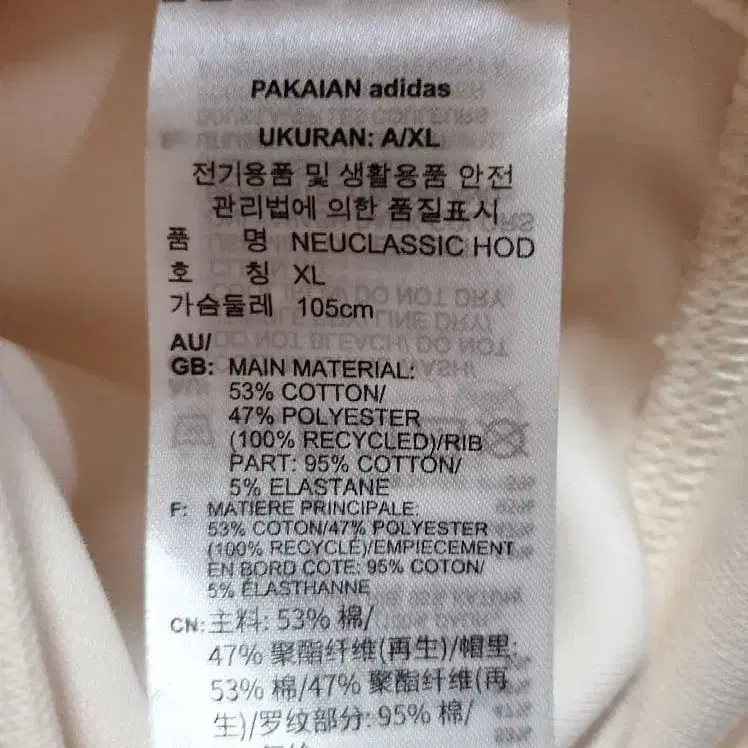 PAKAIAN adidas
UKURAN: A/XL
전기용품 및 생활용품 안전
관리법에 의한 품질표시
품 명 NEUCLASSIC HOD
호 칭 XL
가슴둘레 105cm
AU/
GB: MAIN MATERIAL:
53% COTTON/
47% POLYESTER
(100% RECYCLED)/RIB
PART: 95% COTTON/
5% ELASTANE
F: MATIERE PRINCIPALE:
53% COTON/47% POLYESTER
(100% RECYCLÉ)/EMPIECEMENT
EN BORD COTE: 95% COTON/
5% ÉLASTHANNE
CN: 主料: 53% 棉/
47% 聚酯纤维(再生)/帽里:
53% 棉/47% 聚酯纤维(再
生)/罗纹部分: 95% 棉/